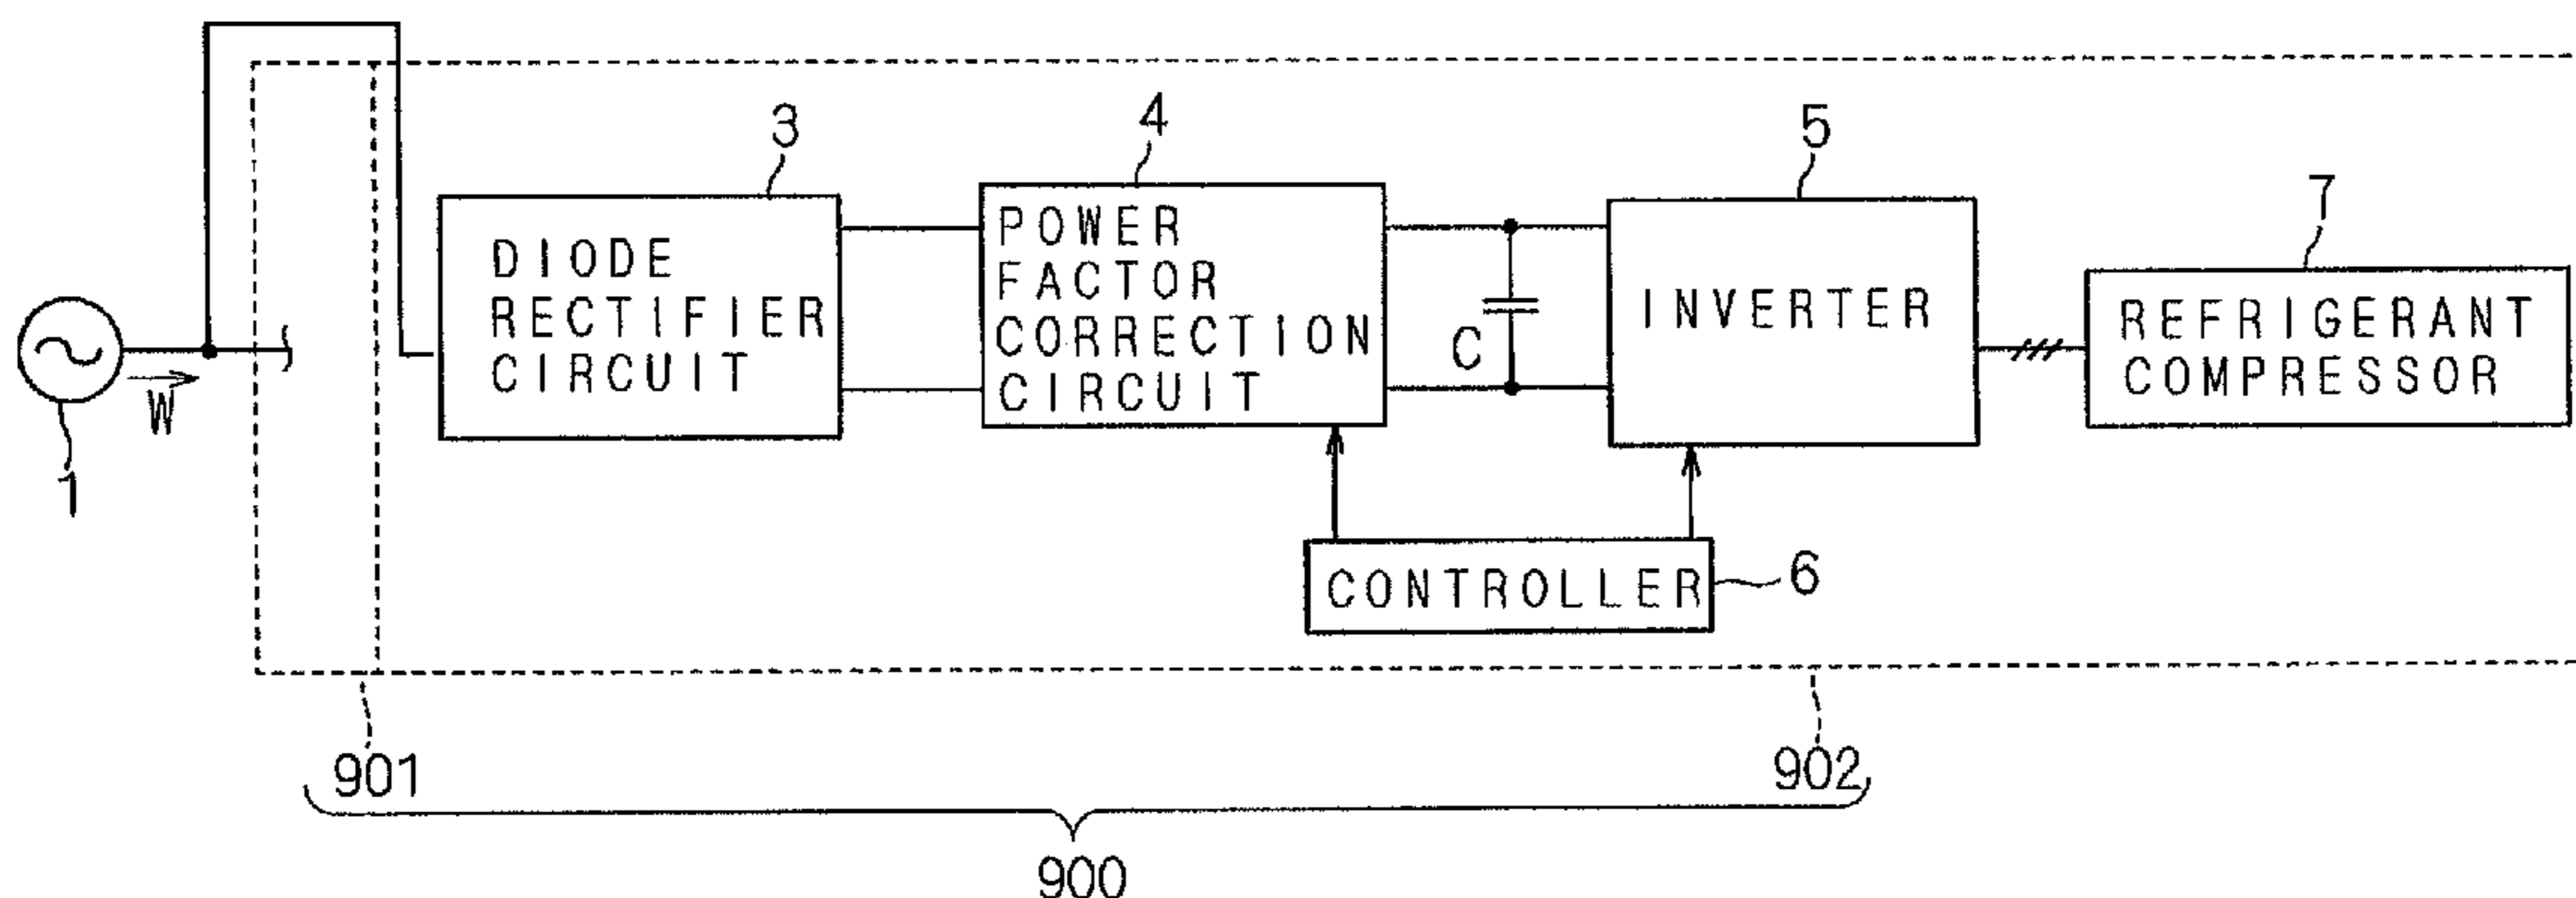 3
4
5
7
DIODE
RECTIFIER
CIRCUIT
POWER
FACTOR
CORRECTION
CIRCUIT
C
INVERTER
REFRIGERANT
COMPRESSOR
W
1
CONTROLLER
6
901
902
900